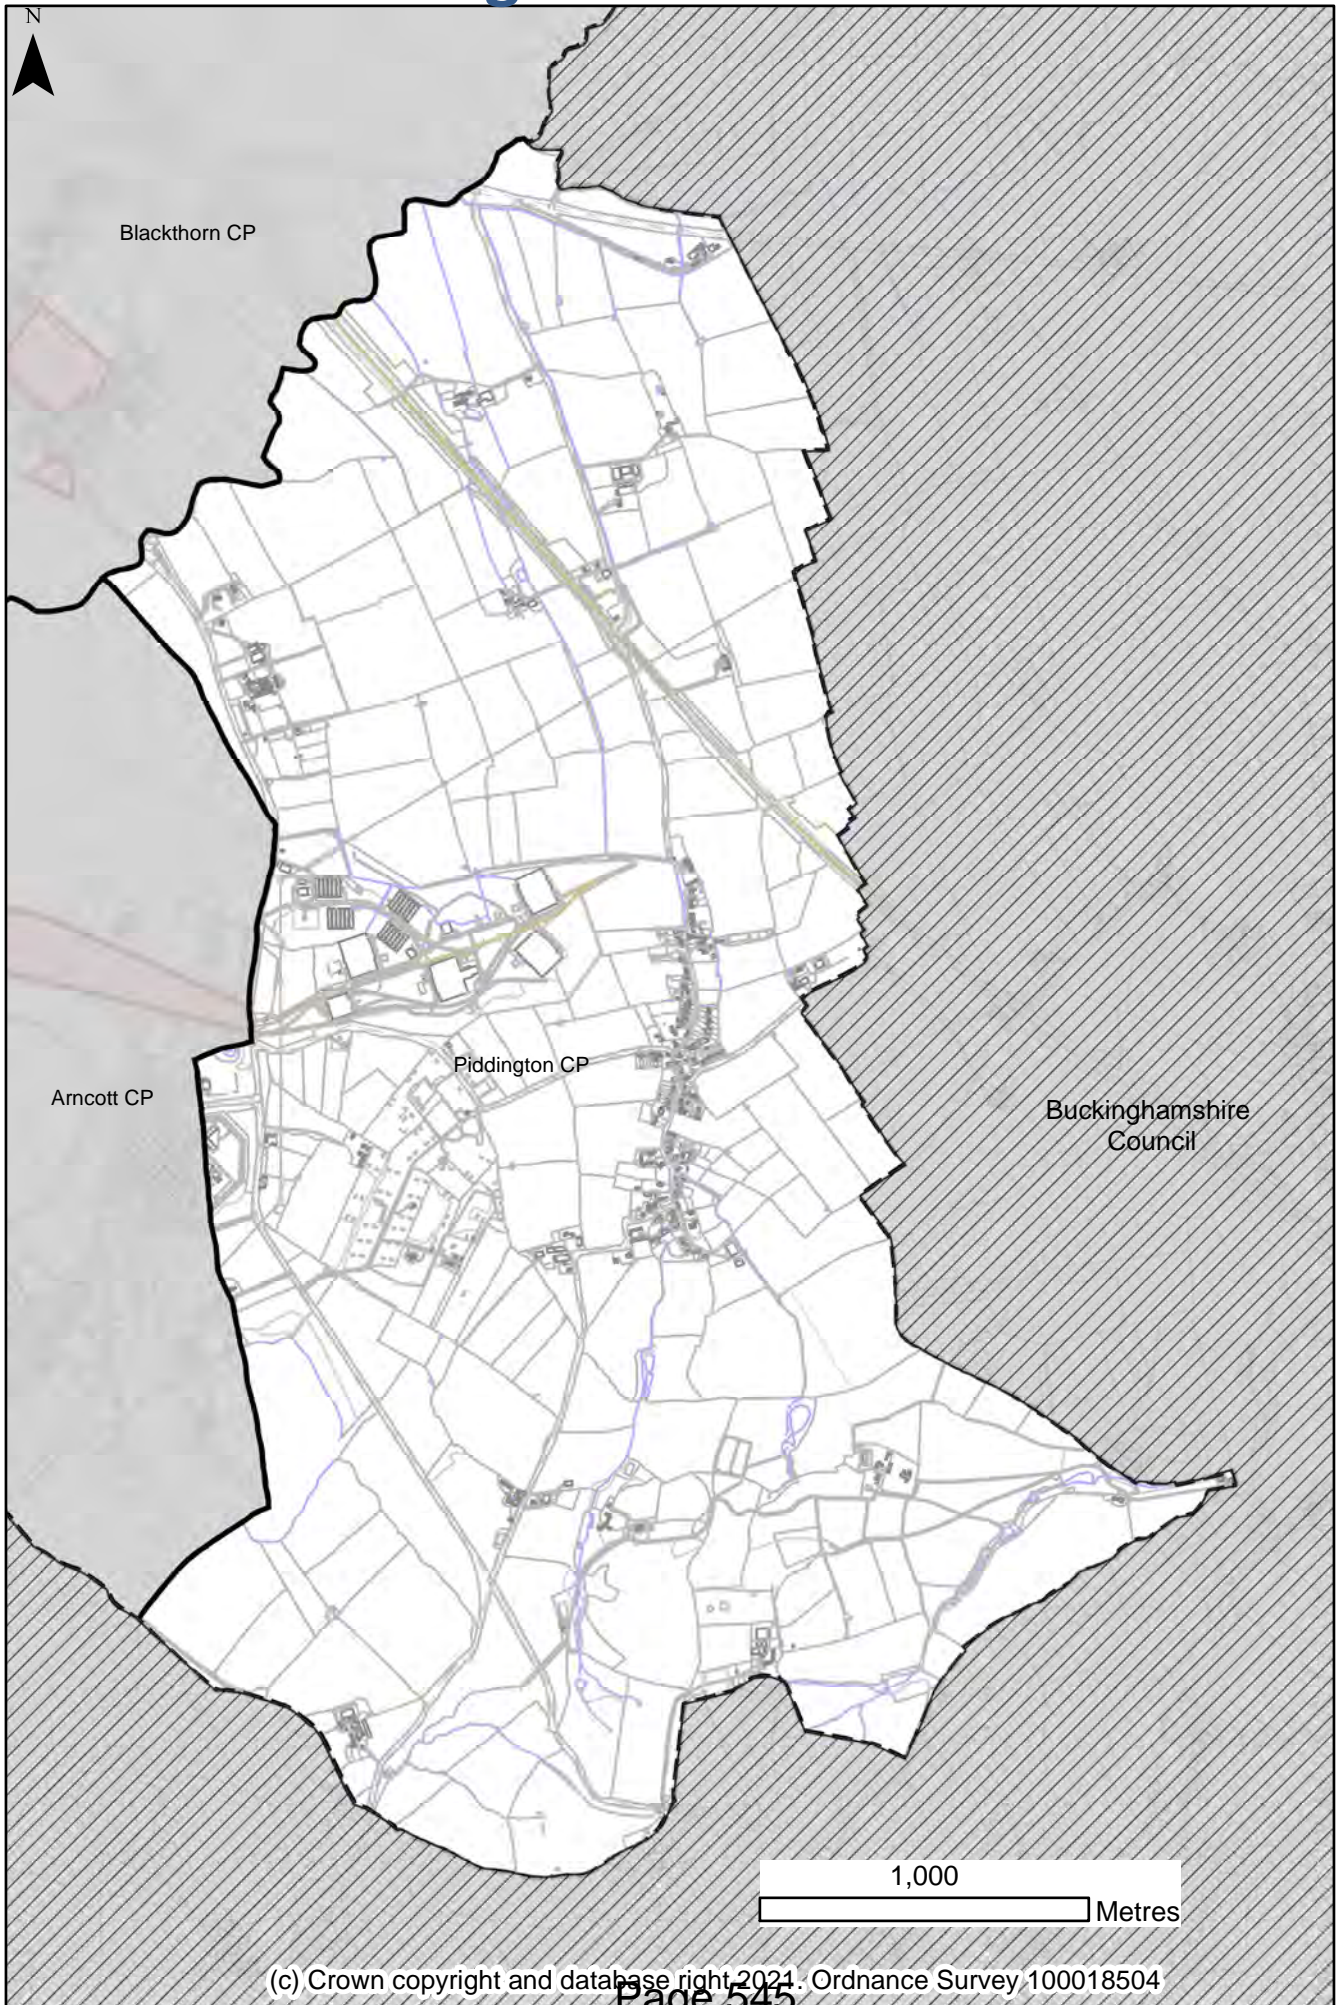 N
Blackthorn CP
Piddington CP
Arncott CP
Buckinghamshire
Council
1,000
Metres
(c) Crown copyright and database right 2021. Ordnance Survey 100018504
Page 545